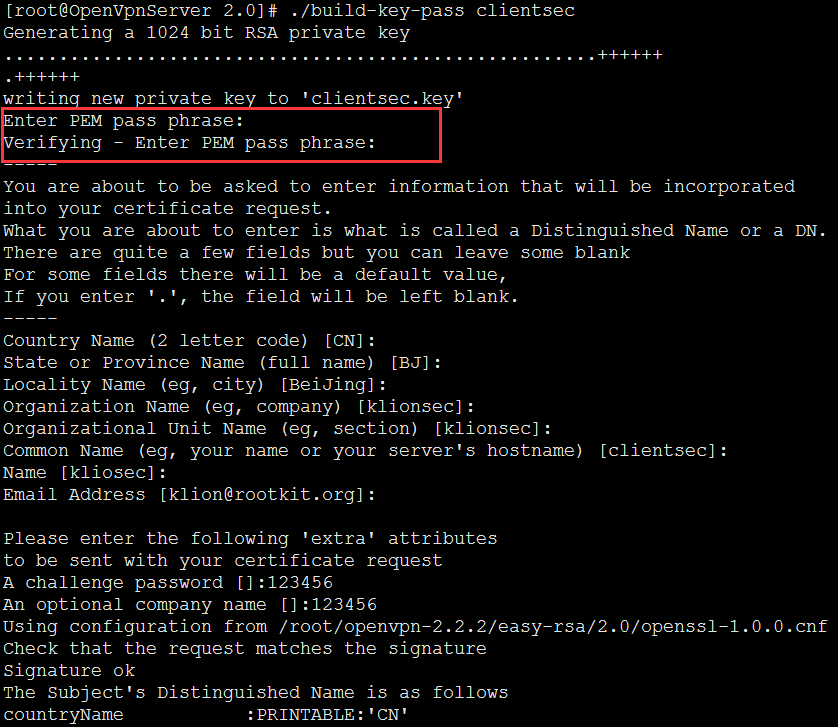 [root@OpenVpnServer 2.0]# ./build-key-pass clientsec
Generating a 1024 bit RSA private key
......................................................++++++
.++++++
writing new private key to 'clientsec.key'
Enter PEM pass phrase:
Verifying - Enter PEM pass phrase:
-----
You are about to be asked to enter information that will be incorporated
into your certificate request.
What you are about to enter is what is called a Distinguished Name or a DN.
There are quite a few fields but you can leave some blank
For some fields there will be a default value,
If you enter '.', the field will be left blank.
-----
Country Name (2 letter code) [CN]:
State or Province Name (full name) [BJ]:
Locality Name (eg, city) [BeiJing]:
Organization Name (eg, company) [klionsec]:
Organizational Unit Name (eg, section) [klionsec]:
Common Name (eg, your name or your server's hostname) [clientsec]:
Name [kliosec]:
Email Address [klion@rootkit.org]:
Please enter the following 'extra' attributes
to be sent with your certificate request
A challenge password []:123456
An optional company name []:123456
Using configuration from /root/openvpn-2.2.2/easy-rsa/2.0/openssl-1.0.0.cnf
Check that the request matches the signature
Signature ok
The Subject's Distinguished Name is as follows
countryName           :PRINTABLE:'CN'